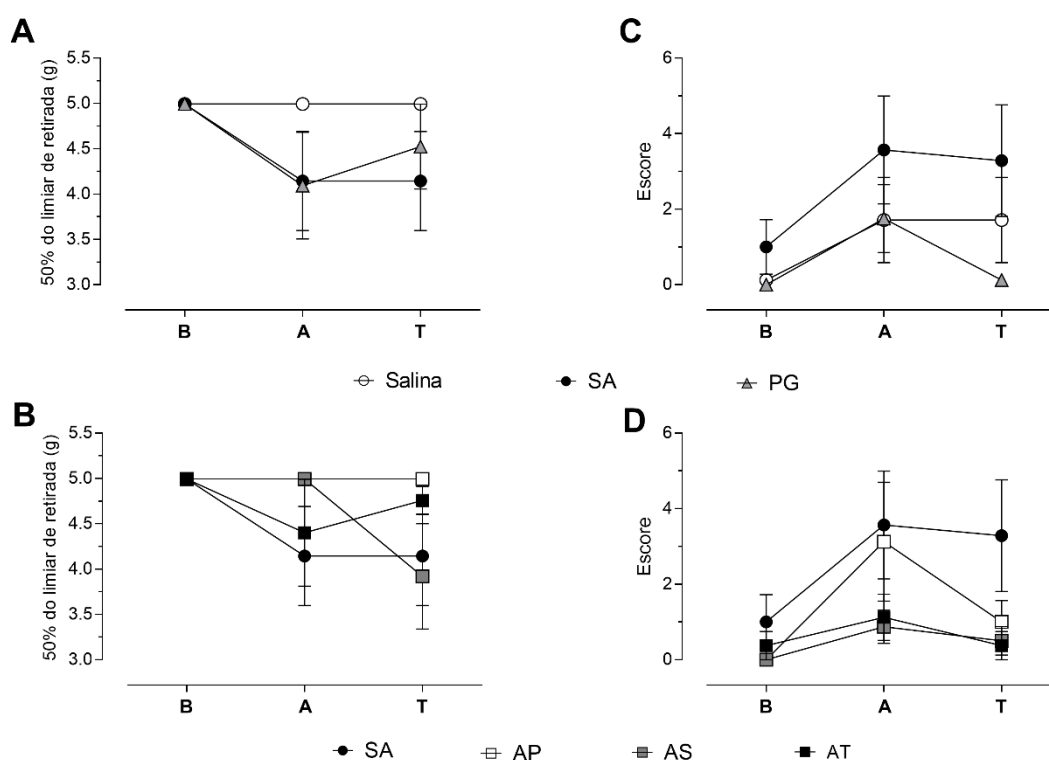 A
50% do limiar de retirada (g)
5.5
5.0
4.5
4.0
3.5
3.0
B A T
C
Escore
6
4
2
0
B A T
Salina SA PG
B
50% do limiar de retirada (g)
5.5
5.0
4.5
4.0
3.5
3.0
B A T
D
Escore
6
4
2
0
B A T
SA AP AS AT